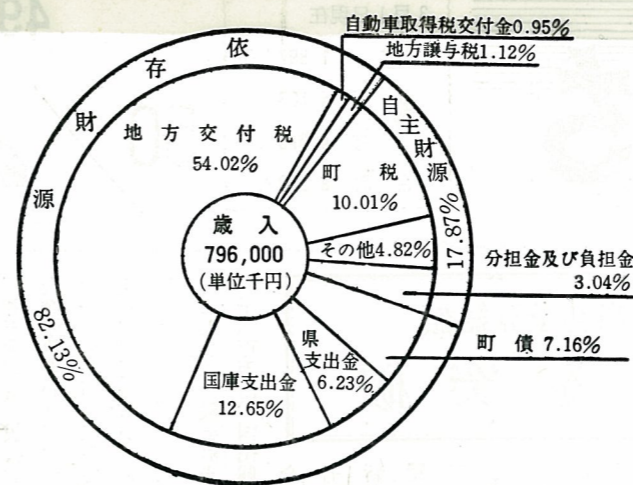 自動車取得税交付金0.95%
地方譲与税1.12%
依存財源
82.13%
自主財源
17.87%
地方交付税
54.02%
町税
10.01%
その他4.82%
分担金及び負担金
3.04%
町債 7.16%
県
支出金
6.23%
国庫支出金
12.65%
歳入
796,000
(単位千円)